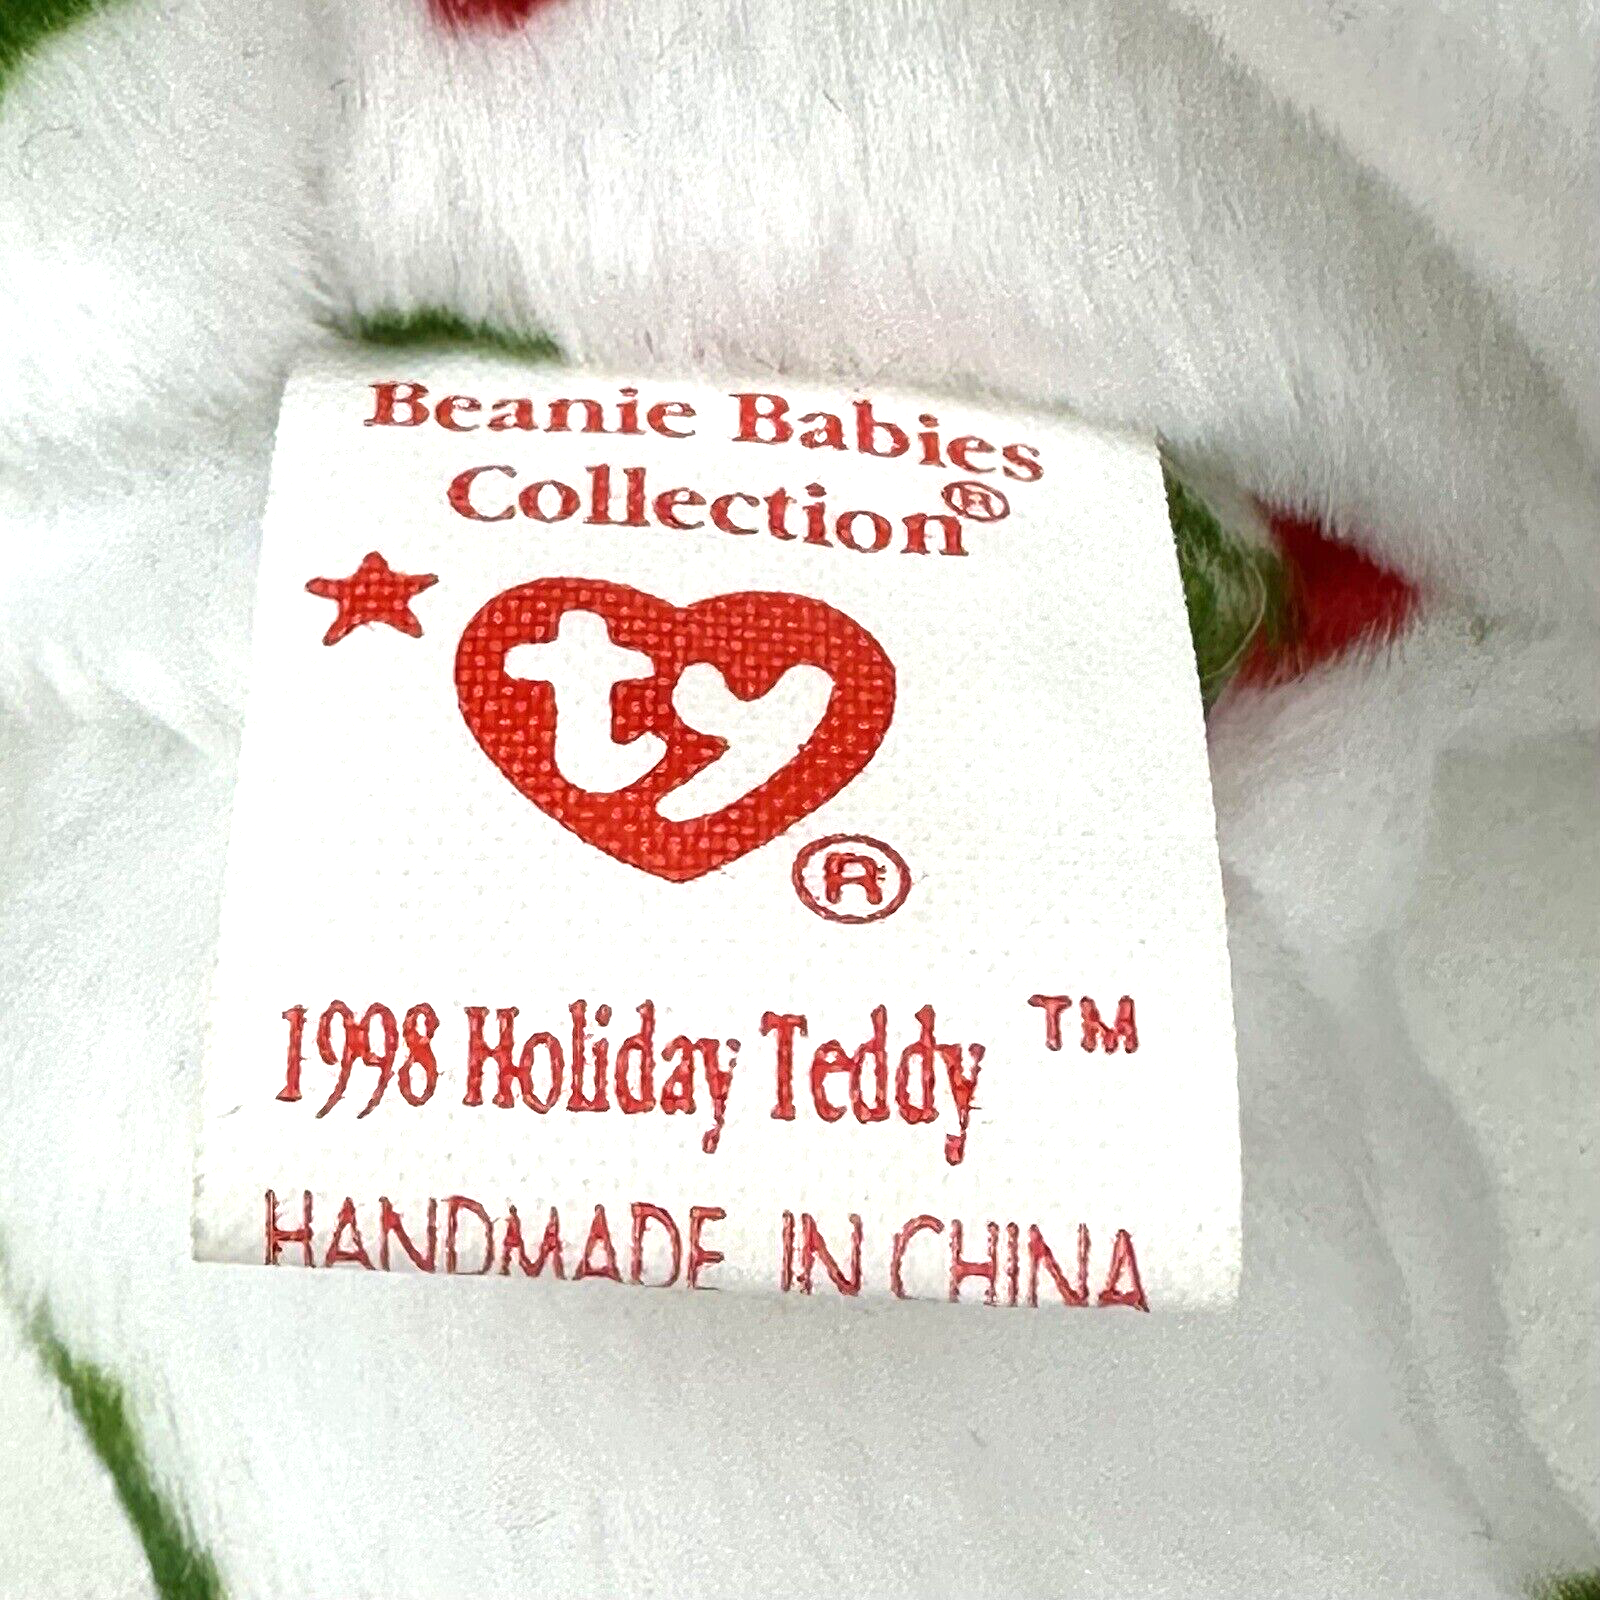 Beanie Babies
Collection®
ty
®
1998 Holiday Teddy ™
HANDMADE IN CHINA